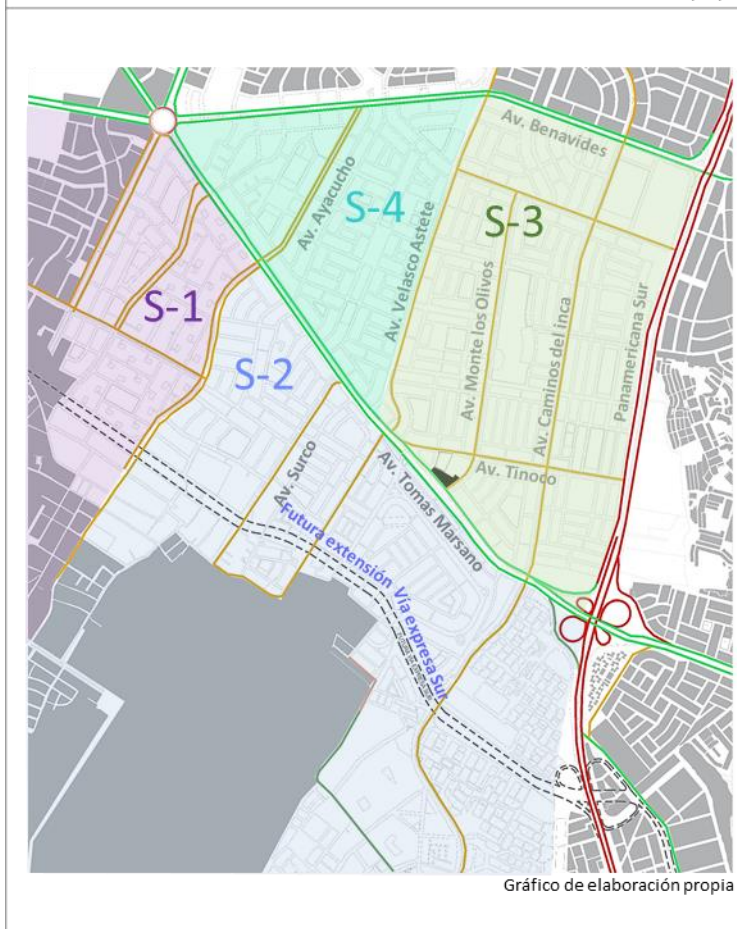 Av. Benavides
Av. Ayacucho
S-4
S-3
Av. Velasco Astete
S-1
Av. Monte los Olivos
Av. Caminos del inca
Panamericana Sur
S-2
Av. Surco
Av. Tomas Marsano
Av. Tinoco
Futura extensión Vía expresa Sur
Gráfico de elaboración propia